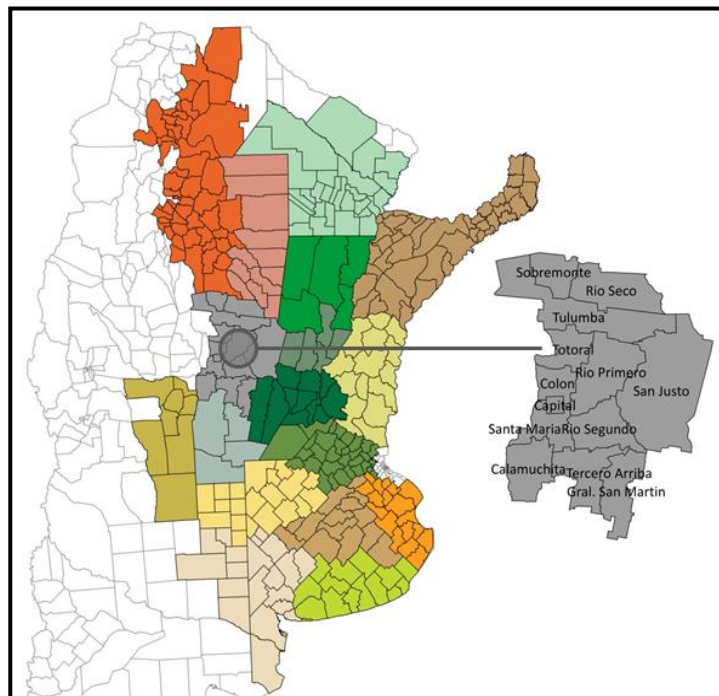 Sobremonte
Rio Seco
Tulumba
Totoral
Rio Primero
Colon
San Justo
Capital
Santa Maria
Rio Segundo
Calamuchita
Tercero Arriba
Gral. San Martin